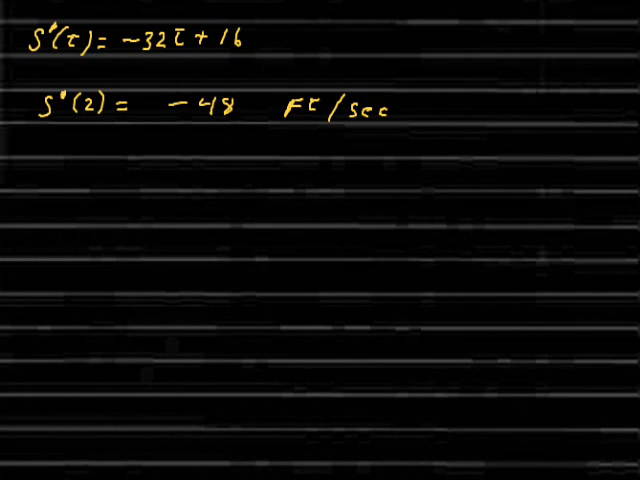 S'(t) = -32t + 16
S'(2) = -48 Ft/sec